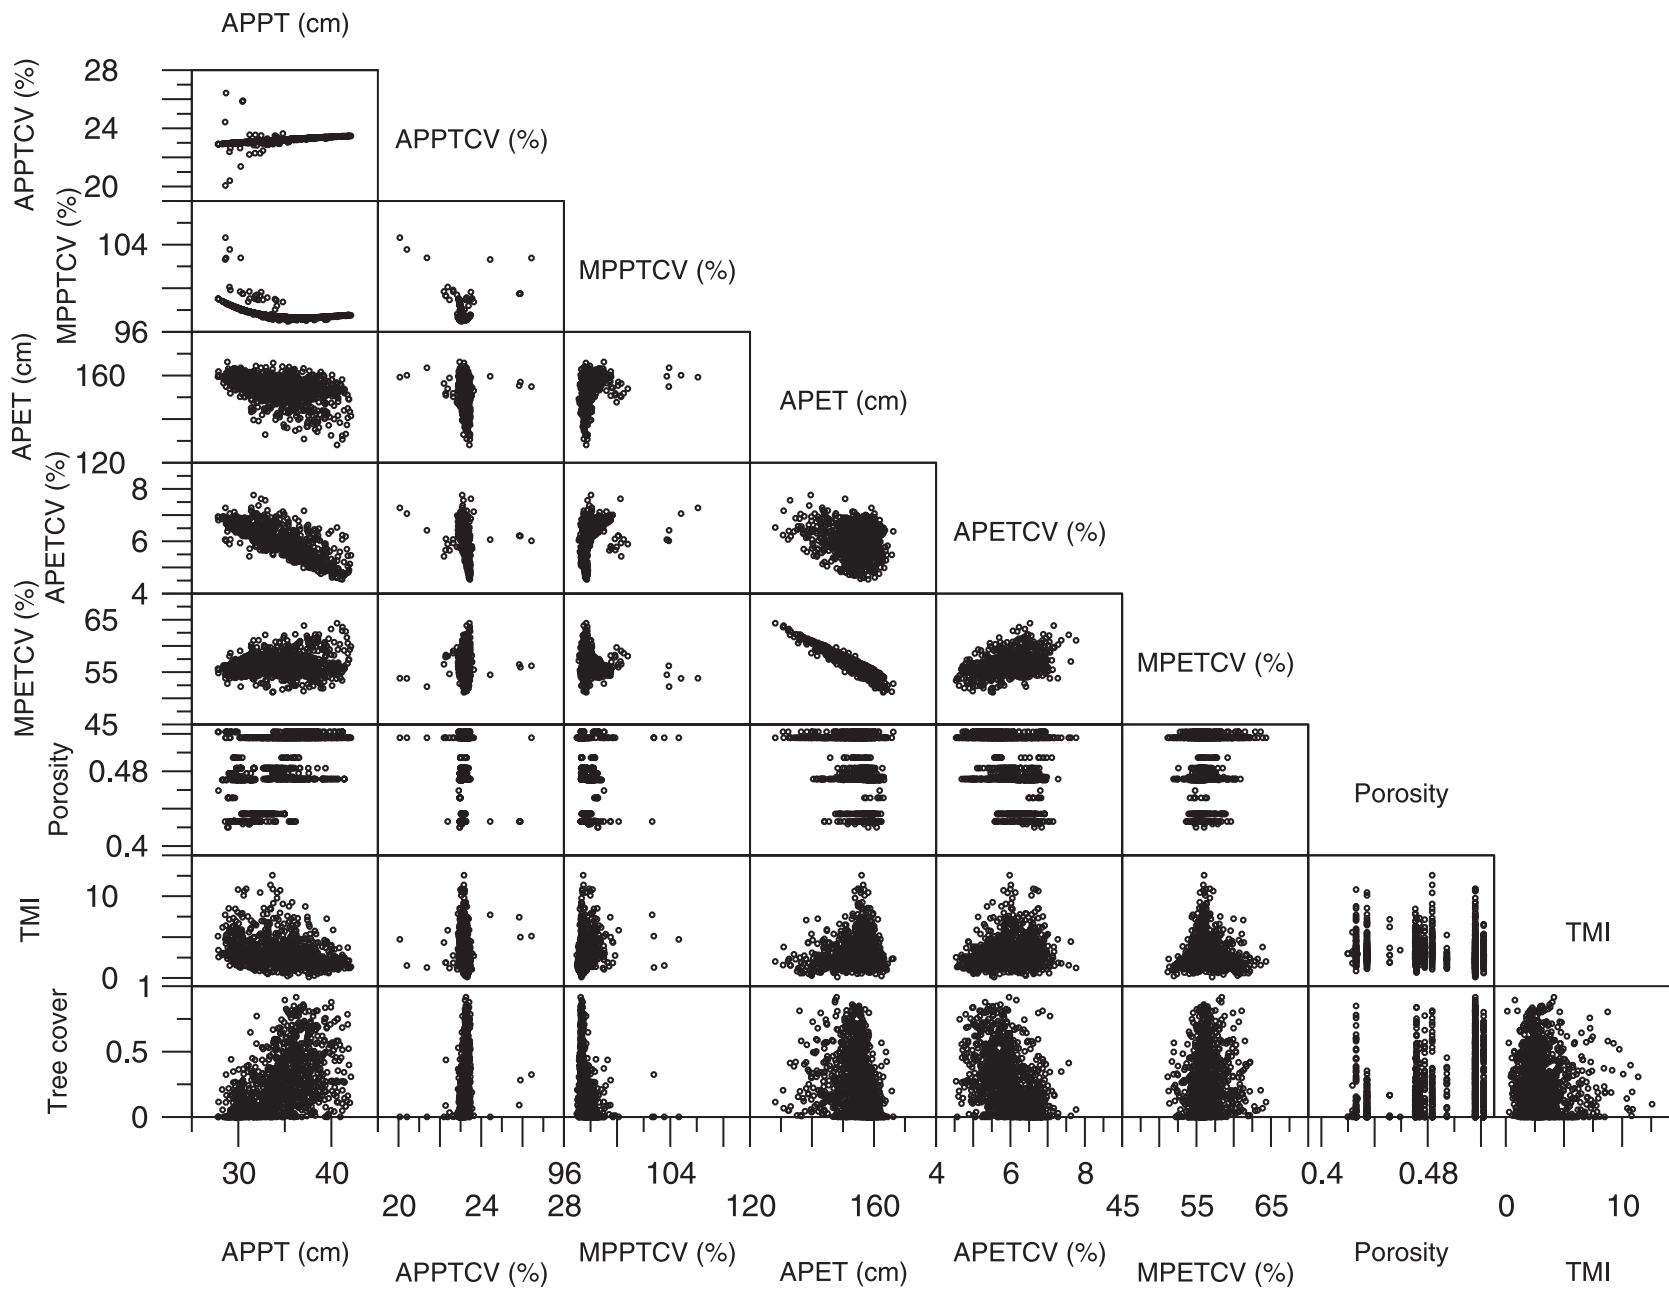 APPT (cm)
APPTCV (%)
28
24
20
APPTCV (%)
MPPTCV (%)
104
96
MPPTCV (%)
APET (cm)
160
120
APET (cm)
APETCV (%)
8
6
4
APETCV (%)
MPETCV (%)
65
55
45
MPETCV (%)
Porosity
0.48
0.4
Porosity
TMI
10
0
TMI
Tree cover
1
0.5
0
30 40 96 104 4 6 8 0.4 0.48
20 24 28 120 160 45 55 65 0 10
APPT (cm) MPPTCV (%) APETCV (%) Porosity
APPTCV (%) APET (cm) MPETCV (%) TMI